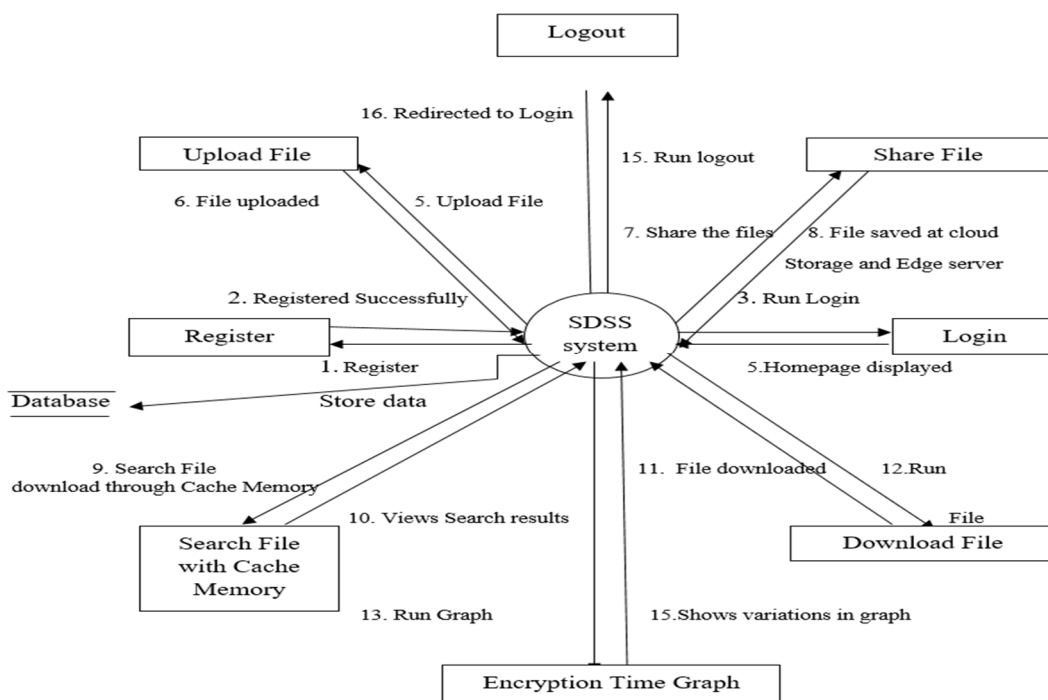 Logout
16. Redirected to Login
Upload File
15. Run logout
Share File
6. File uploaded
5. Upload File
7. Share the files
8. File saved at cloud
Storage and Edge server
2. Registered Successfully
3. Run Login
Register
SDSS
system
Login
1. Register
5.Homepage displayed
Database
Store data
9. Search File
download through Cache Memory
11. File downloaded
12.Run
File
10. Views Search results
Search File
with Cache
Memory
Download File
13. Run Graph
15.Shows variations in graph
Encryption Time Graph